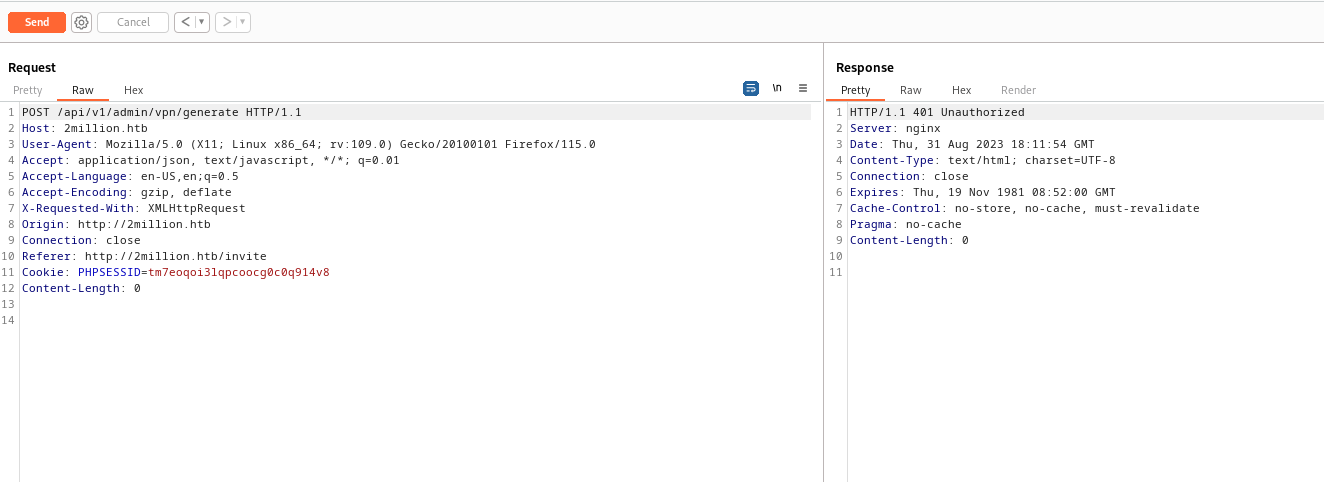 Send Cancel < >
Request
Pretty Raw Hex \n
1 POST /api/v1/admin/vpn/generate HTTP/1.1
2 Host: 2million.htb
3 User-Agent: Mozilla/5.0 (X11; Linux x86_64; rv:109.0) Gecko/20100101 Firefox/115.0
4 Accept: application/json, text/javascript, */*; q=0.01
5 Accept-Language: en-US,en;q=0.5
6 Accept-Encoding: gzip, deflate
7 X-Requested-With: XMLHttpRequest
8 Origin: http://2million.htb
9 Connection: close
10 Referer: http://2million.htb/invite
11 Cookie: PHPSESSID=tm7eoqoi3lqpcoocg0c0q914v8
12 Content-Length: 0
13
14
Response
Pretty Raw Hex Render
1 HTTP/1.1 401 Unauthorized
2 Server: nginx
3 Date: Thu, 31 Aug 2023 18:11:54 GMT
4 Content-Type: text/html; charset=UTF-8
5 Connection: close
6 Expires: Thu, 19 Nov 1981 08:52:00 GMT
7 Cache-Control: no-store, no-cache, must-revalidate
8 Pragma: no-cache
9 Content-Length: 0
10
11